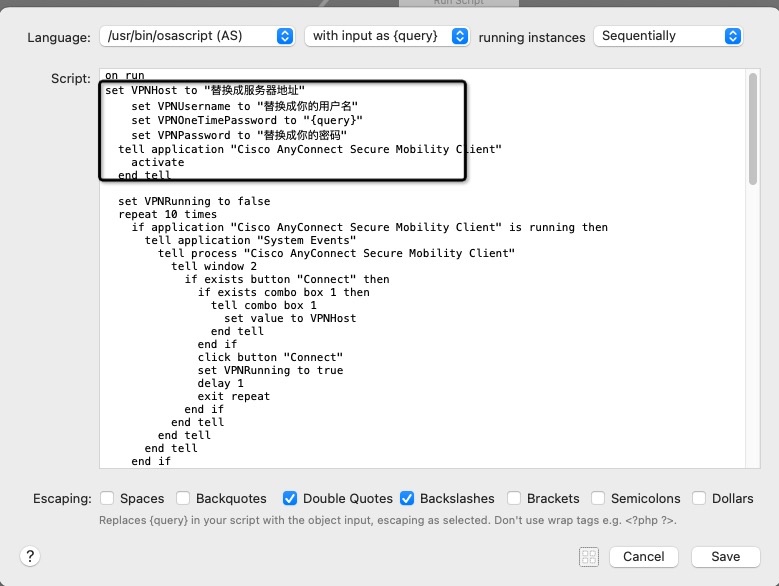 Run Script
Language: /usr/bin/osascript (AS) with input as {query} running instances Sequentially
Script:
on run
set VPNHost to "替换成服务器地址"
set VPNUsername to "替换成你的用户名"
set VPNOneTimePassword to "{query}"
set VPNPassword to "替换成你的密码"
tell application "Cisco AnyConnect Secure Mobility Client"
activate
end tell
set VPNRunning to false
repeat 10 times
if application "Cisco AnyConnect Secure Mobility Client" is running then
tell application "System Events"
tell process "Cisco AnyConnect Secure Mobility Client"
tell window 2
if exists button "Connect" then
if exists combo box 1 then
tell combo box 1
set value to VPNHost
end tell
end if
click button "Connect"
set VPNRunning to true
delay 1
exit repeat
end if
end tell
end tell
end tell
end if
Escaping: Spaces Backquotes Double Quotes Backslashes Brackets Semicolons Dollars
Replaces {query} in your script with the object input, escaping as selected. Don't use wrap tags e.g. <?php ?>.
? Cancel Save